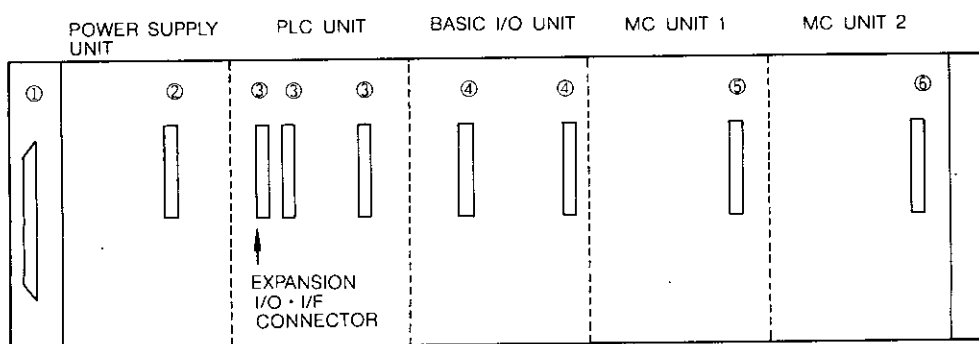 POWER SUPPLY UNIT
PLC UNIT
BASIC I/O UNIT
MC UNIT 1
MC UNIT 2
① ② ③ ③ ③ ④ ④ ⑤ ⑥
EXPANSION
I/O・I/F
CONNECTOR